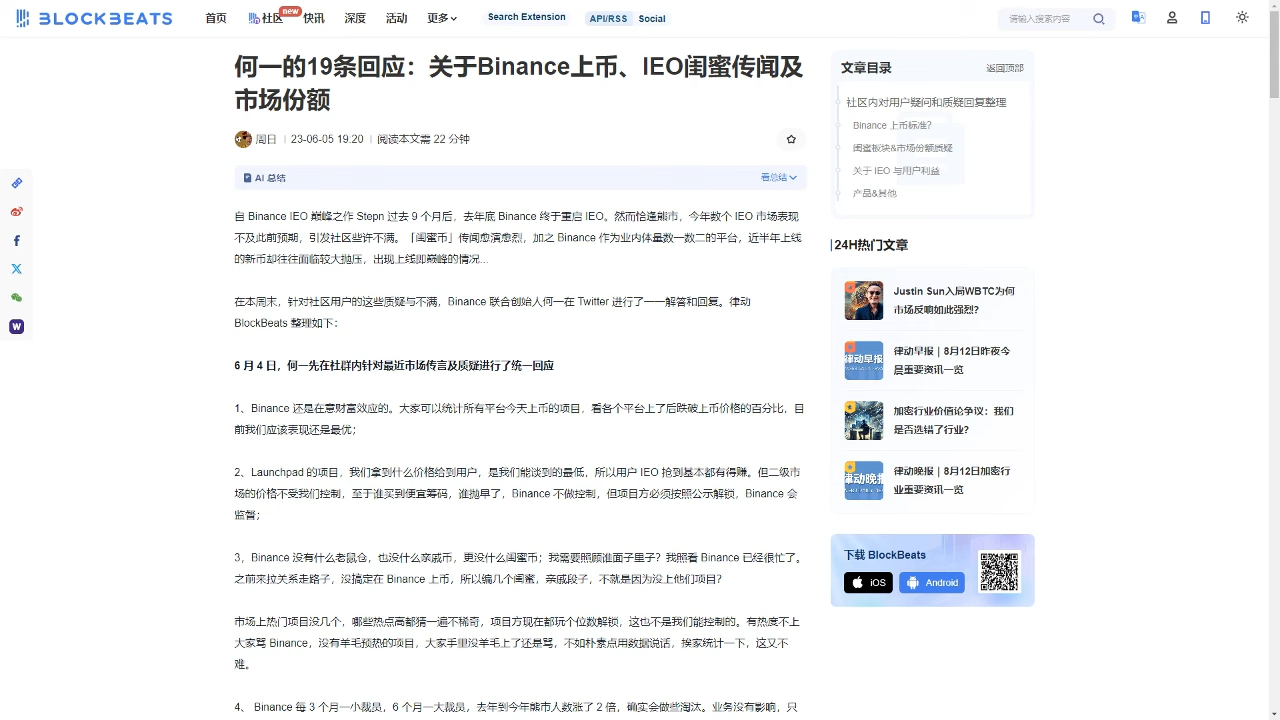 BLOCKBEATS
首页
社区
new
快讯
深度
活动
更多
Search Extension
API/RSS
Social
请输入搜索内容
何一的19条回应：关于Binance上币、IEO闺蜜传闻及
市场份额
周日
23-06-05 19:20
阅读本文需 22 分钟
AI 总结
看总结
自 Binance IEO 巅峰之作 Stepn 过去 9 个月后，去年底 Binance 终于重启 IEO。然而恰逢熊市，今年数个 IEO 市场表现
不及此前预期，引发社区些许不满。「闺蜜币」传闻愈演愈烈，加之 Binance 作为业内体量数一数二的平台，近半年上线
的新币却往往面临较大抛压，出现上线即巅峰的情况...
在本周末，针对社区用户的这些质疑与不满，Binance 联合创始人何一在 Twitter 进行了一一解答和回复。律动
BlockBeats 整理如下：
6 月 4 日，何一先在社群内针对最近市场传言及质疑进行了统一回应
1、Binance 还是在意财富效应的。大家可以统计所有平台今天上币的项目，看各个平台上了后跌破上币价格的百分比，目
前我们应该表现还是最优；
2、Launchpad 的项目，我们拿到什么价格给到用户，是我们能谈到的最低，所以用户 IEO 抢到基本都有得赚。但二级市
场的价格不受我们控制，至于谁买到便宜筹码，谁抛早了，Binance 不做控制，但项目方必须按照公示解锁，Binance 会
监督；
3，Binance 没有什么老鼠仓，也没什么亲戚币，更没什么闺蜜币；我需要照顾谁面子里子？我照看 Binance 已经很忙了。
之前来拉关系走路子，没搞定在 Binance 上币，所以编几个闺蜜，亲戚段子，不就是因为没上他们项目？
市场上热门项目没几个，哪些热点高都猜一遍不稀奇，项目方现在都玩个位数解锁，这也不是我们能控制的。有热度不上
大家骂 Binance，没有羊毛预热的项目，大家手里没羊毛上了还是骂，不如朴素点用数据说话，挨家统计一下，这又不
难。
4、 Binance 每 3 个月一小裁员，6 个月一大裁员，去年到今年熊市人数涨了 2 倍，确实会做些淘汰。业务没有影响，只
文章目录
返回顶部
社区内对用户疑问和质疑回复整理
Binance 上币标准？
闺蜜板块&市场份额质疑
关于 IEO 与用户利益
产品&其他
24H热门文章
Justin Sun入局WBTC为何
市场反响如此强烈？
律动早报｜8月12日昨夜今
晨重要资讯一览
加密行业价值论争议：我们
是否选错了行业？
律动晚报｜8月12日加密行
业重要资讯一览
下载 BlockBeats
iOS
Android